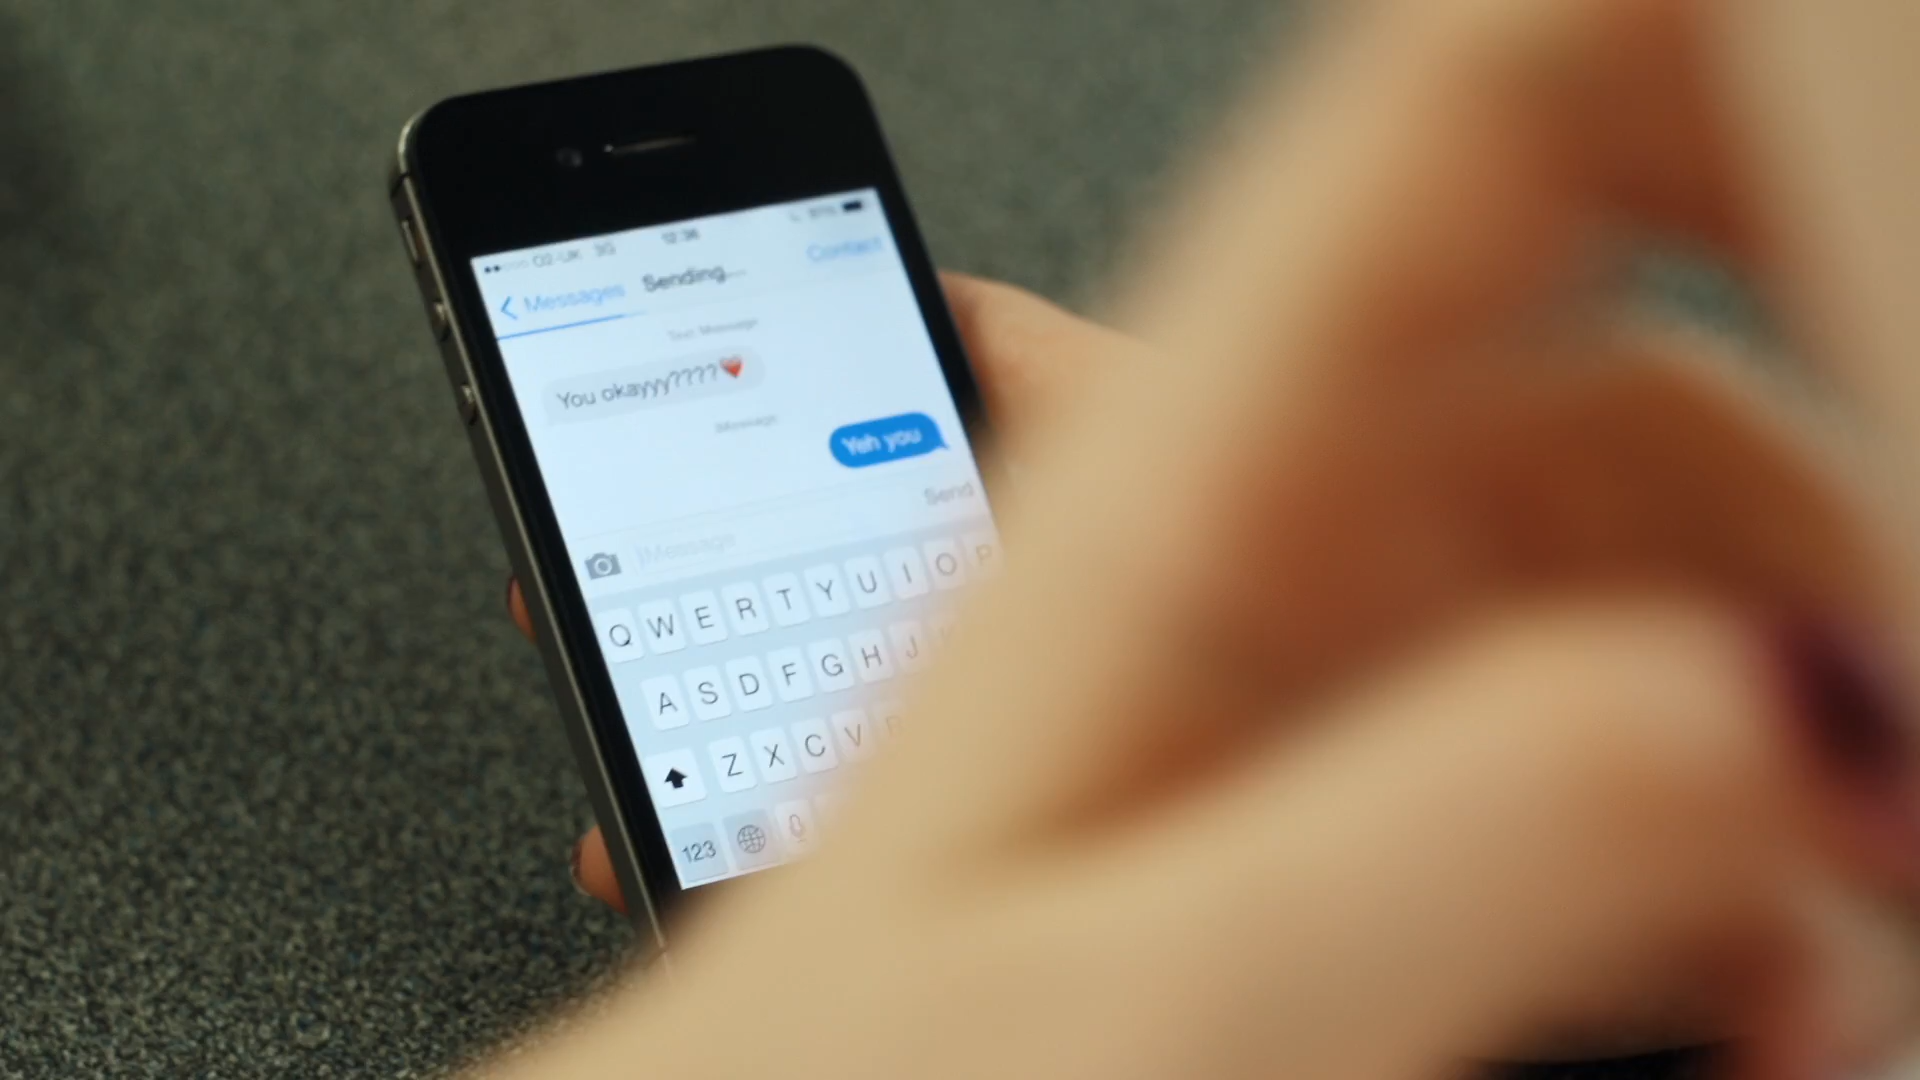 O2-UK 3G 12:36
Messages Sending... Contact
Text Message
You okayyy????❤️
iMessage
Yeh you
iMessage Send
Q W E R T Y U I O P
A S D F G H J
Z X C V
123